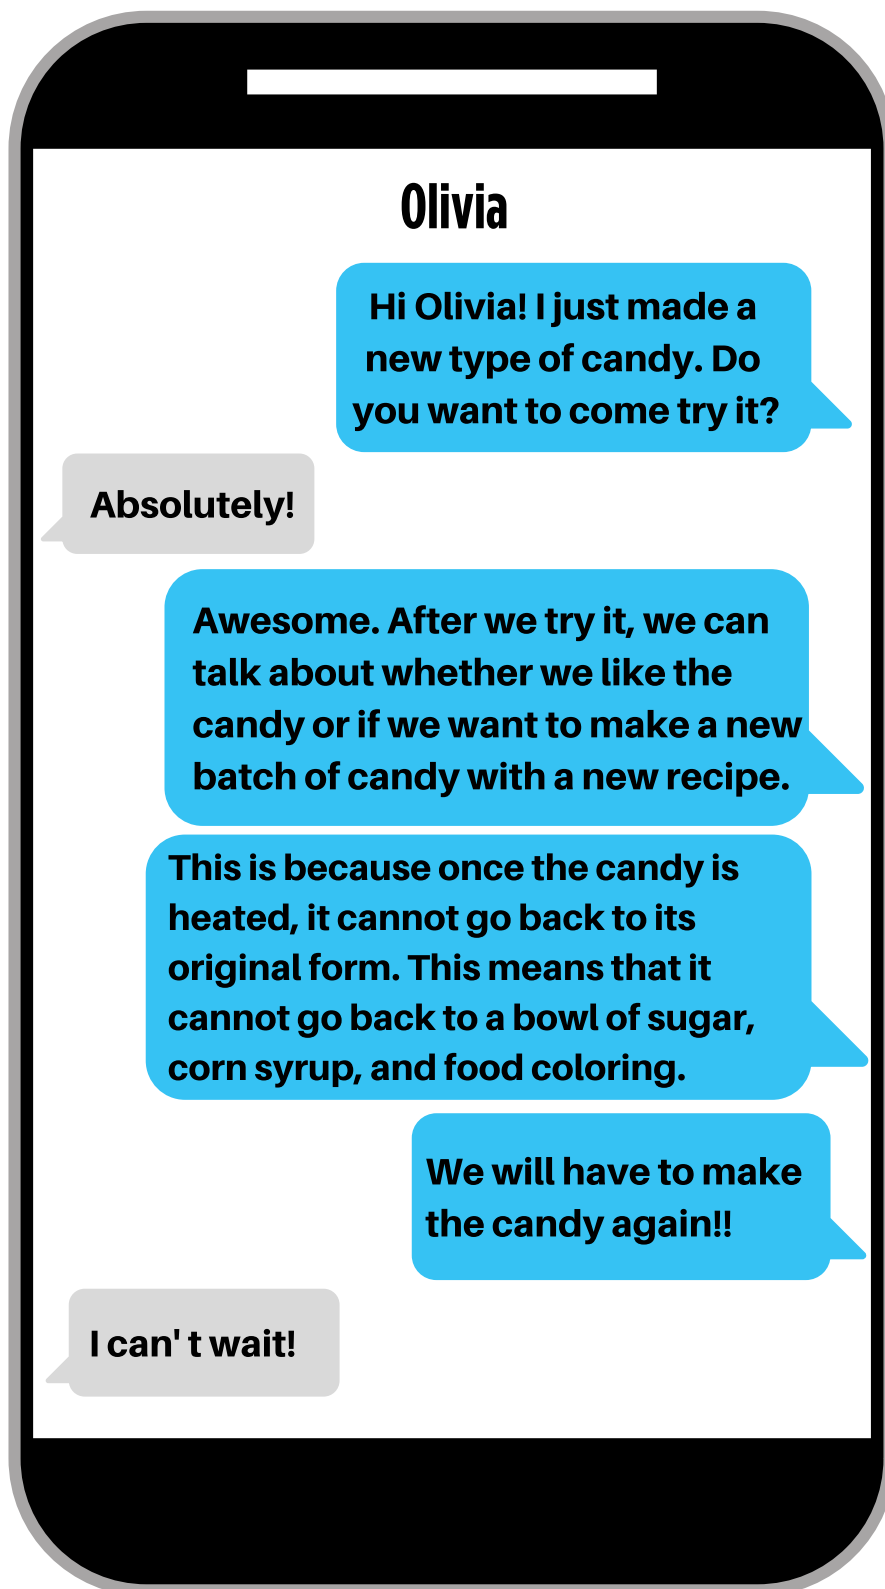 Olivia
Hi Olivia! I just made a
new type of candy. Do
you want to come try it?
Absolutely!
Awesome. After we try it, we can
talk about whether we like the
candy or if we want to make a new
batch of candy with a new recipe.
This is because once the candy is
heated, it cannot go back to its
original form. This means that it
cannot go back to a bowl of sugar,
corn syrup, and food coloring.
We will have to make
the candy again!!
I can' t wait!